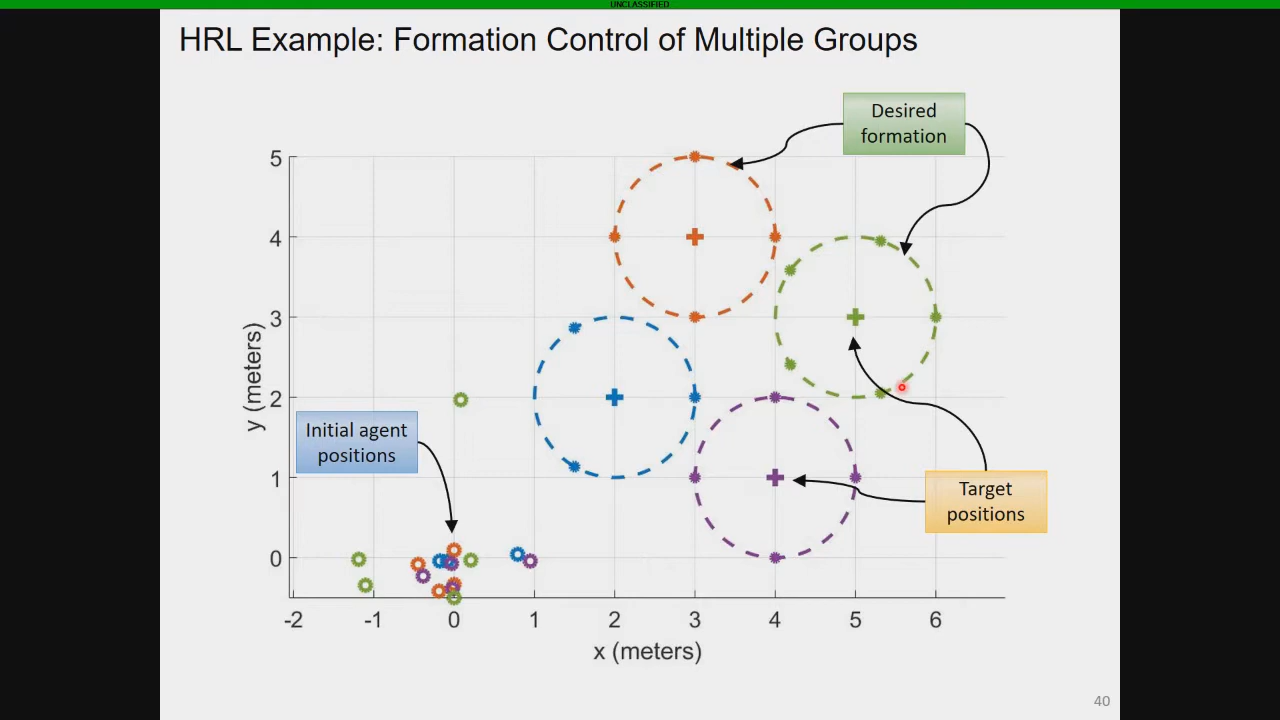 UNCLASSIFIED
HRL Example: Formation Control of Multiple Groups
Desired
formation
5
4
3
2
1
0
y (meters)
Initial agent
positions
Target
positions
-2 -1 0 1 2 3 4 5 6
x (meters)
40